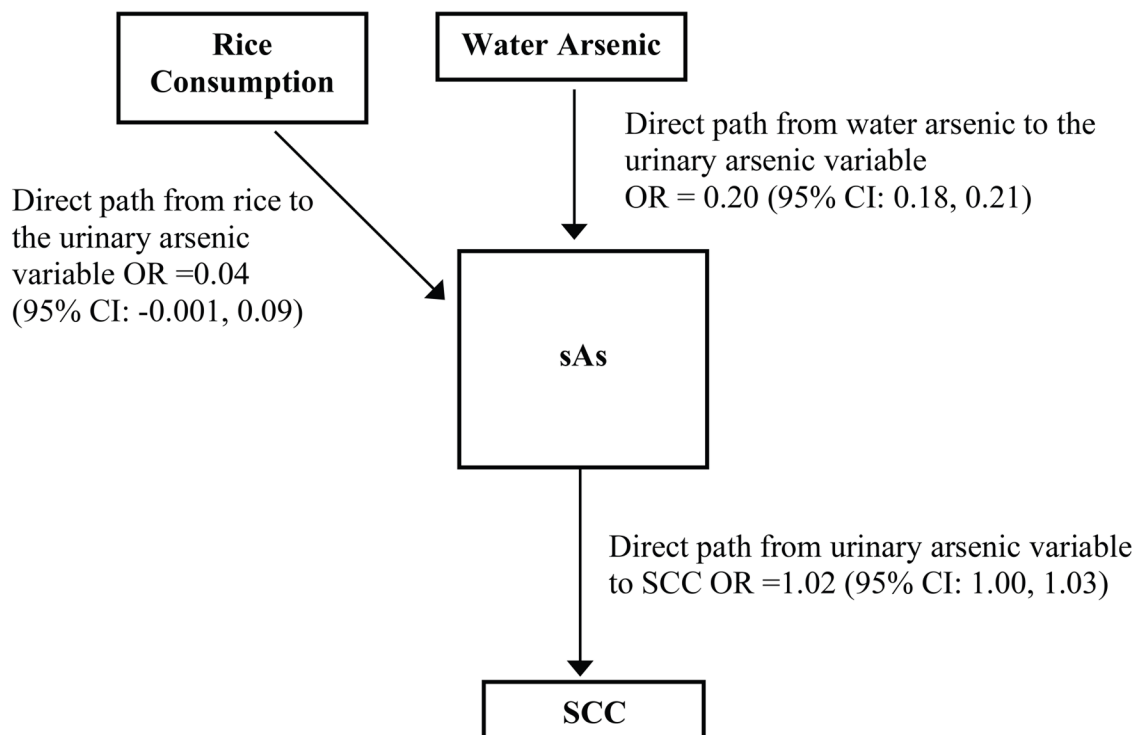 Rice
Consumption
Water Arsenic
Direct path from water arsenic to the
urinary arsenic variable
OR = 0.20 (95% CI: 0.18, 0.21)
Direct path from rice to
the urinary arsenic
variable OR =0.04
(95% CI: -0.001, 0.09)
sAs
Direct path from urinary arsenic variable
to SCC OR =1.02 (95% CI: 1.00, 1.03)
SCC